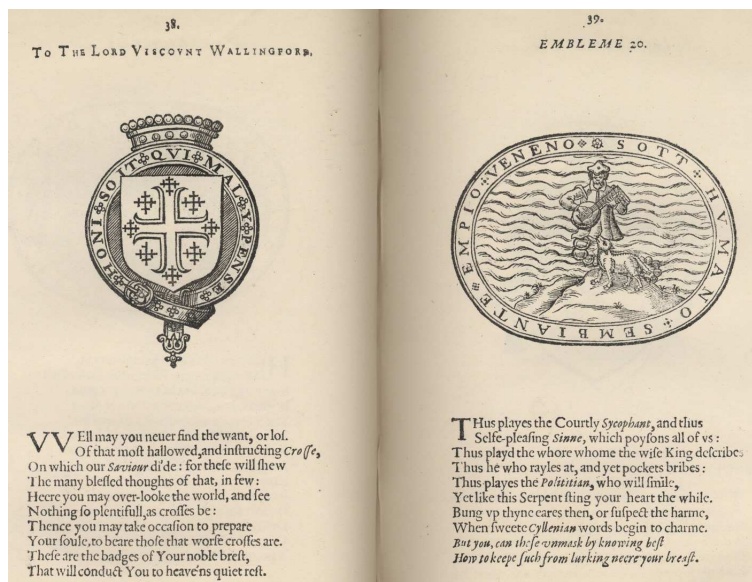 38.
TO THE LORD VISCOVNT WALLINGFORD.
HONI✤SOIT✤QVI✤MAL✤Y✤PENSE
VVEll may you neuer find the want, or loſ.
Of that moſt hallowed, and inſtructing Croſſe,
On which our Saviour di'de : for theſe will ſhew
The many bleſſed thoughts of that, in few :
Heere you may over-looke the world, and ſee
Nothing ſo plentifull, as croſſes be :
Thence you may take occaſion to prepare
Your ſoule, to beare thoſe that worſe croſſes are.
Theſe are the badges of Your noble breſt,
That will conduct You to heave'ns quiet reſt.
39.
EMBLEME 20.
SOTT ✤ HVMANO ✤ SEMBIANTE ✤ EMPIO ✤ VENENO
THus playes the Courtly Sycophant, and thus
Selfe-pleaſing Sinne, which poyſons all of vs :
Thus playd the whore whome the wiſe King deſcribes
Thus he who rayles at, and yet pockets bribes :
Thus playes the Polititian, who will ſmile,
Yet like this Serpent ſting your heart the while.
Bung vp thyne eares then, or ſuſpect the harme,
When ſweete Cyllenian words begin to charme.
But you, can theſe vnmask by knowing beſt
How to keepe ſuch from lurking neere your breaſt.